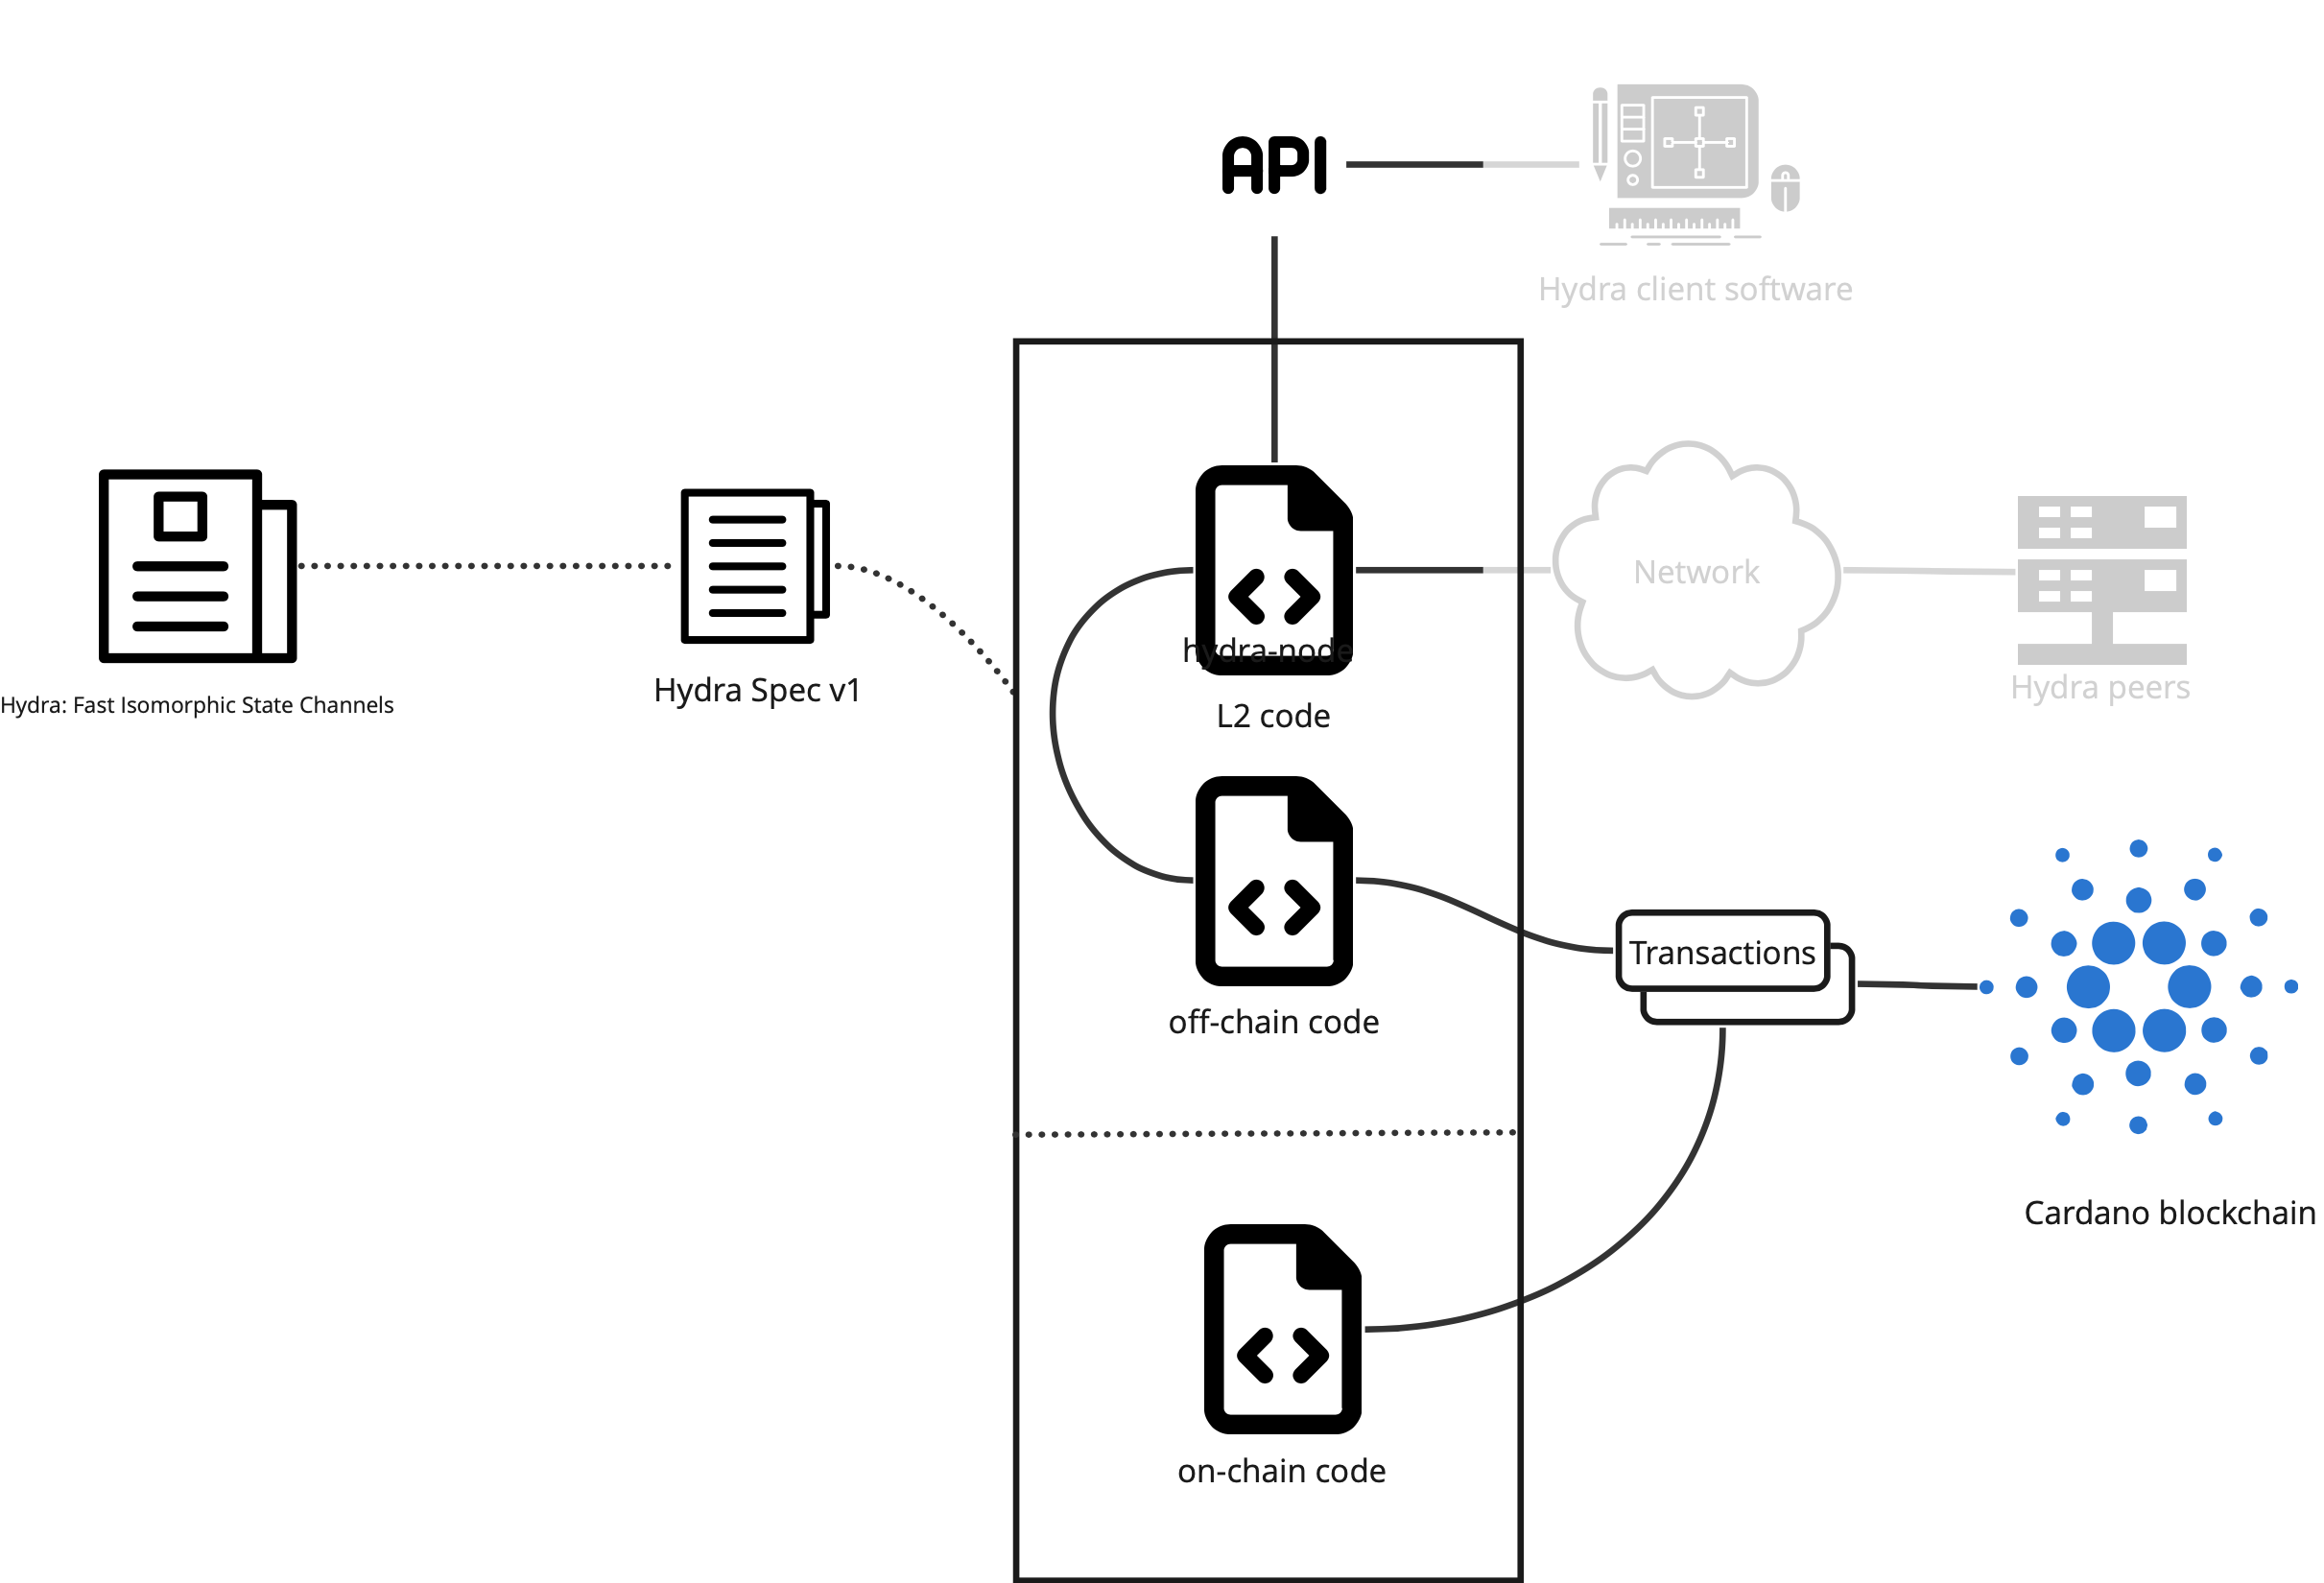 API
Hydra client software
Network
hydra-node
Hydra peers
Hydra: Fast Isomorphic State Channels
Hydra Spec v1
L2 code
Transactions
off-chain code
Cardano blockchain
on-chain code